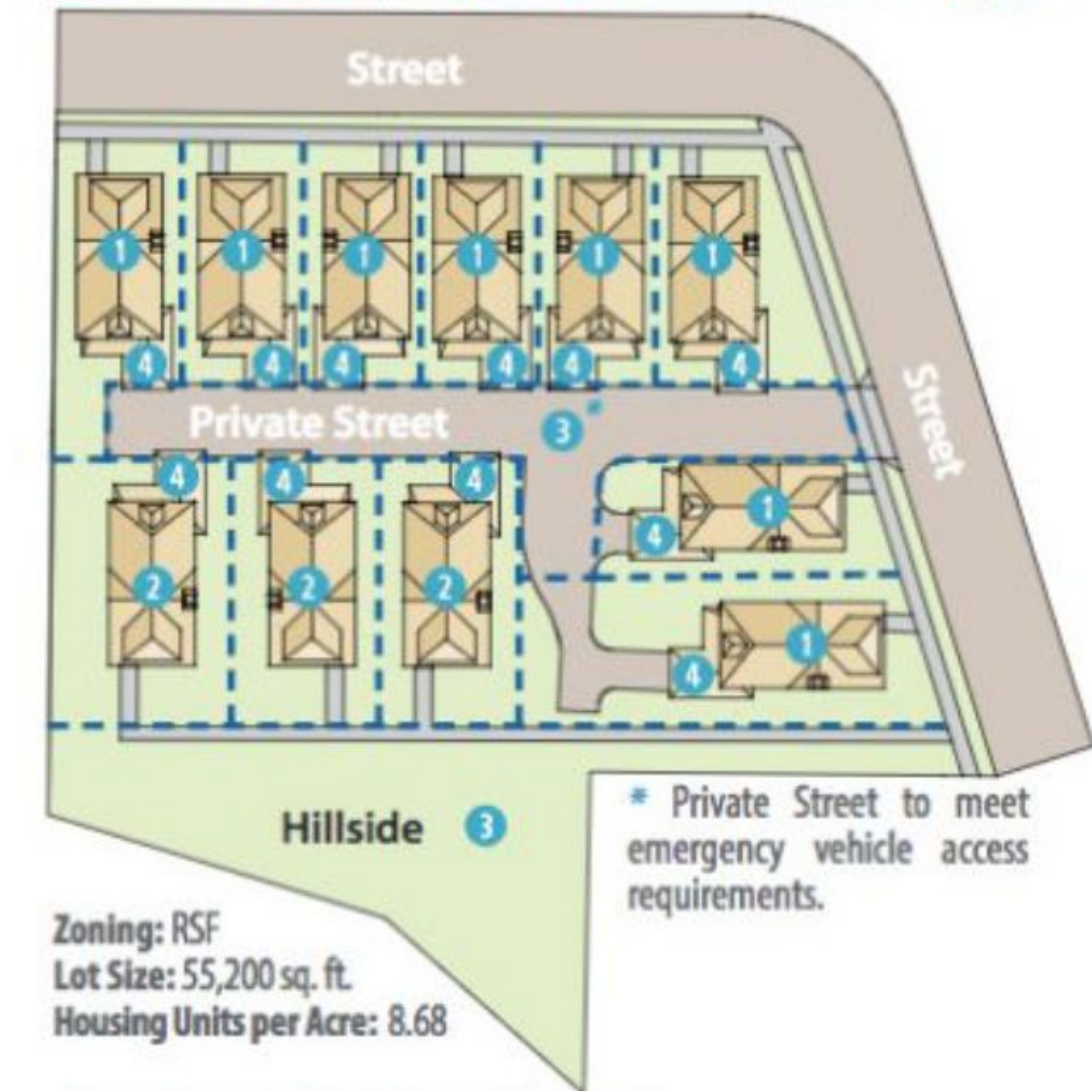 Street
1 1 1 1 1 1
4 4 4 4 4 4
Private Street
3 *
Street
4 4 4
1
4
2 2 2
1
4
Hillside 3
* Private Street to meet
emergency vehicle access
requirements.
Zoning: RSF
Lot Size: 55,200 sq. ft.
Housing Units per Acre: 8.68